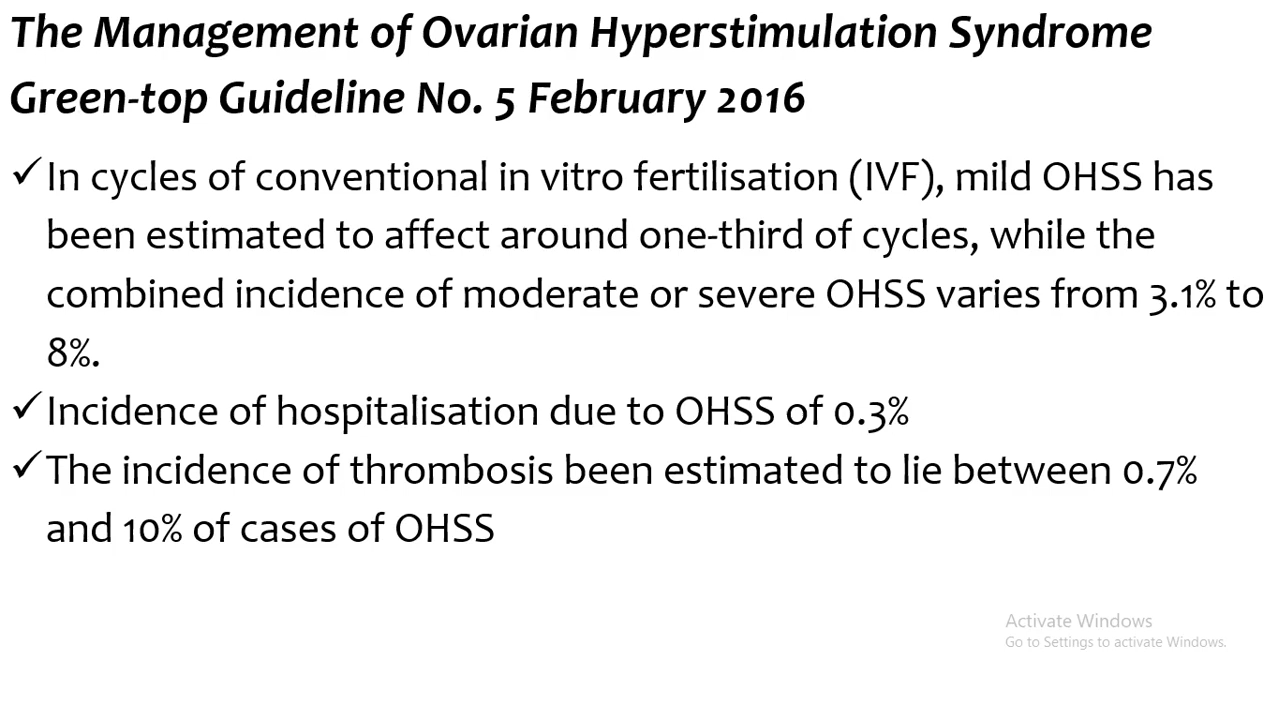 The Management of Ovarian Hyperstimulation Syndrome
Green-top Guideline No. 5 February 2016
✓In cycles of conventional in vitro fertilisation (IVF), mild OHSS has
been estimated to affect around one-third of cycles, while the
combined incidence of moderate or severe OHSS varies from 3.1% to
8%.
✓Incidence of hospitalisation due to OHSS of 0.3%
✓The incidence of thrombosis been estimated to lie between 0.7%
and 10% of cases of OHSS
Activate Windows
Go to Settings to activate Windows.